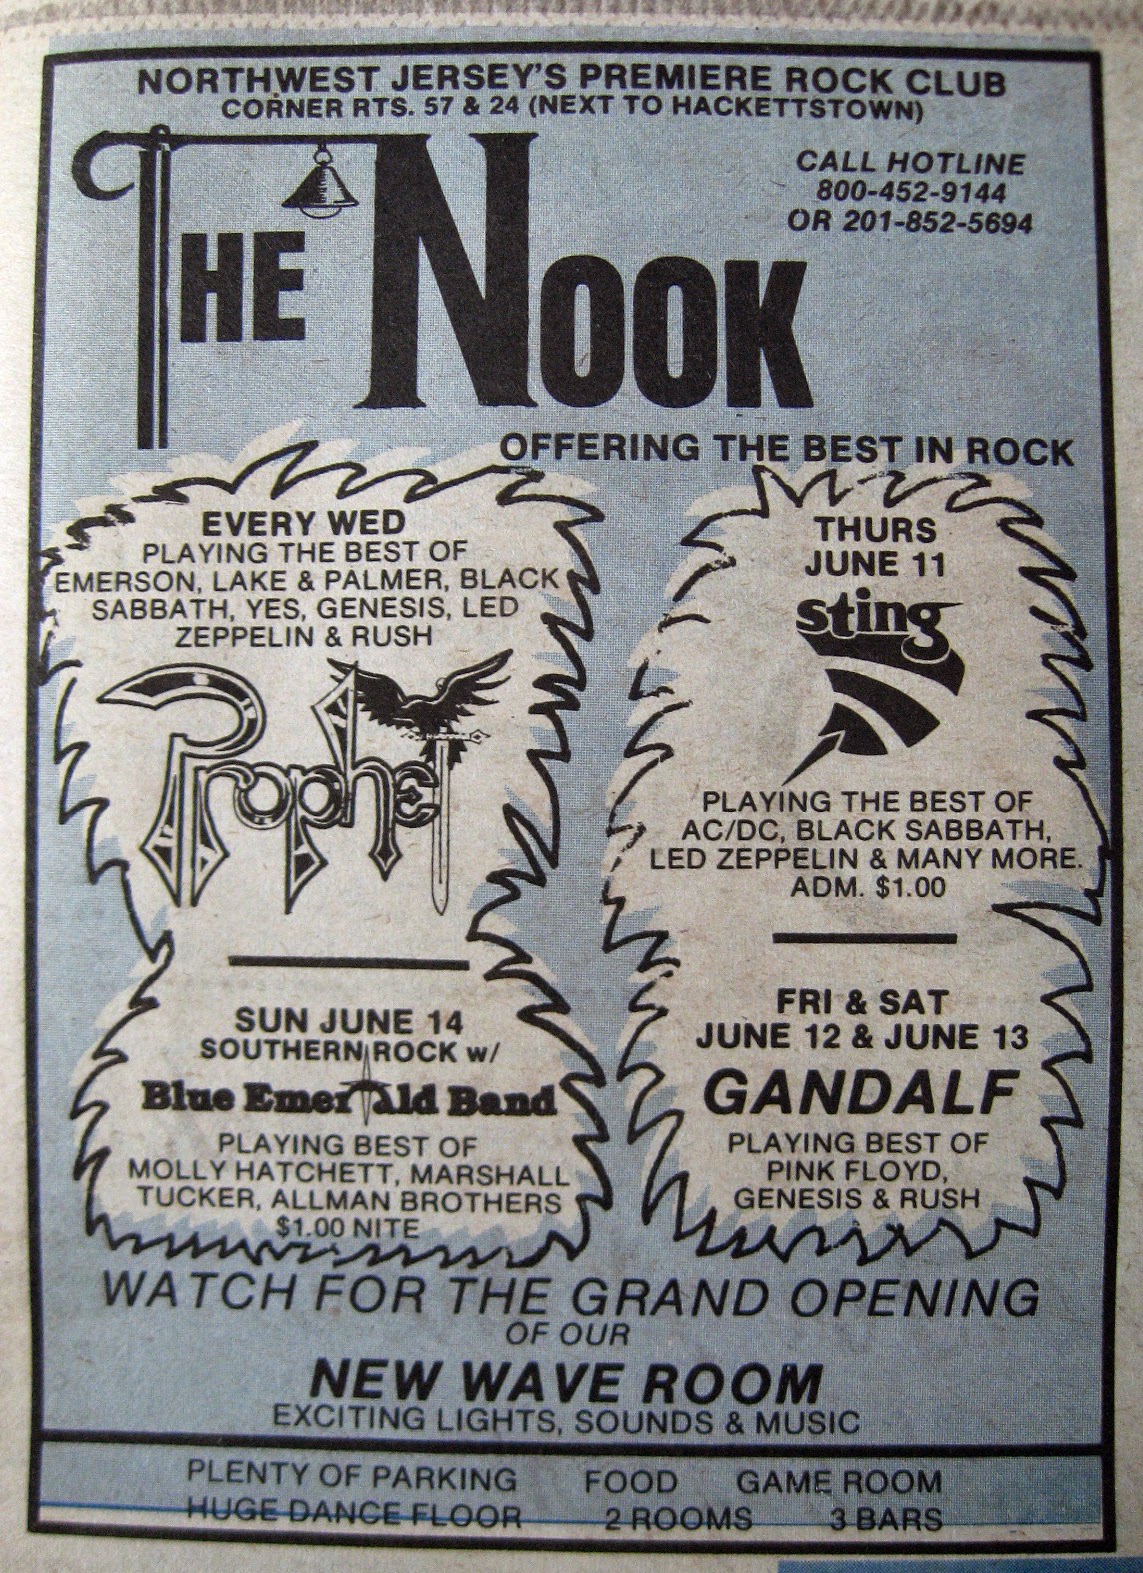 NORTHWEST JERSEY'S PREMIERE ROCK CLUB
CORNER RTS. 57 & 24 (NEXT TO HACKETTSTOWN)
THE NOOK
CALL HOTLINE
800-452-9144
OR 201-852-5694
OFFERING THE BEST IN ROCK
EVERY WED
PLAYING THE BEST OF
EMERSON, LAKE & PALMER, BLACK
SABBATH, YES, GENESIS, LED
ZEPPELIN & RUSH
Prophet
SUN JUNE 14
SOUTHERN ROCK w/
Blue Emerald Band
PLAYING BEST OF
MOLLY HATCHETT, MARSHALL
TUCKER, ALLMAN BROTHERS
$1.00 NITE
THURS
JUNE 11
sting
PLAYING THE BEST OF
AC/DC, BLACK SABBATH,
LED ZEPPELIN & MANY MORE.
ADM. $1.00
FRI & SAT
JUNE 12 & JUNE 13
GANDALF
PLAYING BEST OF
PINK FLOYD,
GENESIS & RUSH
WATCH FOR THE GRAND OPENING
OF OUR
NEW WAVE ROOM
EXCITING LIGHTS, SOUNDS & MUSIC
PLENTY OF PARKING FOOD GAME ROOM
HUGE DANCE FLOOR 2 ROOMS 3 BARS